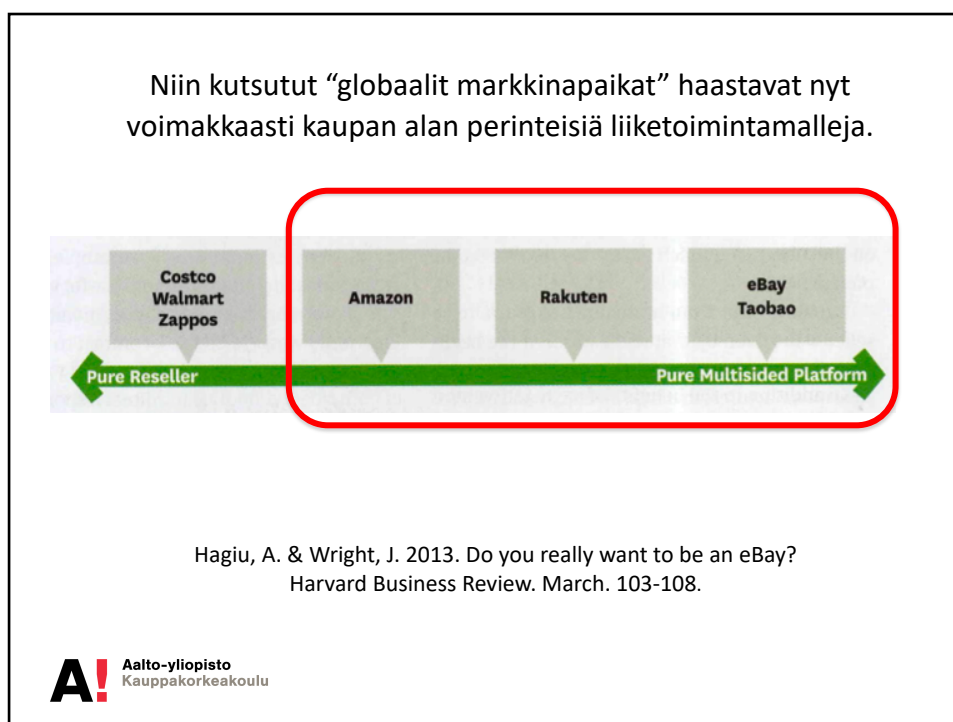 Niin kutsutut “globaalit markkinapaikat” haastavat nyt
voimakkaasti kaupan alan perinteisiä liiketoimintamalleja.
Costco
Walmart
Zappos
Amazon
Rakuten
eBay
Taobao
Pure Reseller
Pure Multisided Platform
Hagiu, A. & Wright, J. 2013. Do you really want to be an eBay?
Harvard Business Review. March. 103-108.
A!
Aalto-yliopisto
Kauppakorkeakoulu